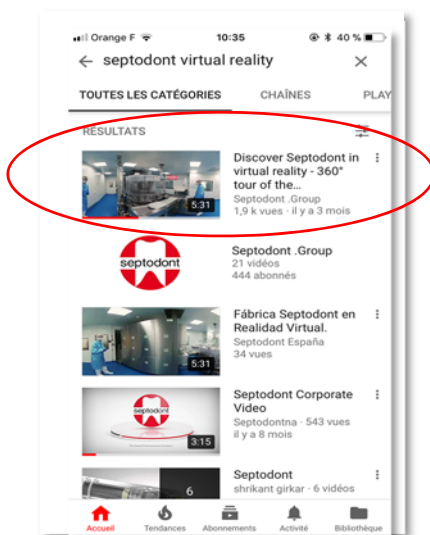 Orange F 10:35 40 %
septodont virtual reality
TOUTES LES CATÉGORIES CHAÎNES PLAY
RÉSULTATS
Discover Septodont in
virtual reality - 360°
tour of the...
Septodont .Group
1,9 k vues · il y a 3 mois
5:31
septodont
Septodont .Group
21 vidéos
444 abonnés
Fábrica Septodont en
Realidad Virtual.
Septodont España
34 vues
5:31
Septodont Corporate
Video
Septodontna · 543 vues
il y a 8 mois
septodont
3:15
Septodont
shrikant girkar · 6 vidéos
6
Accueil Tendances Abonnements Activité Bibliothèque